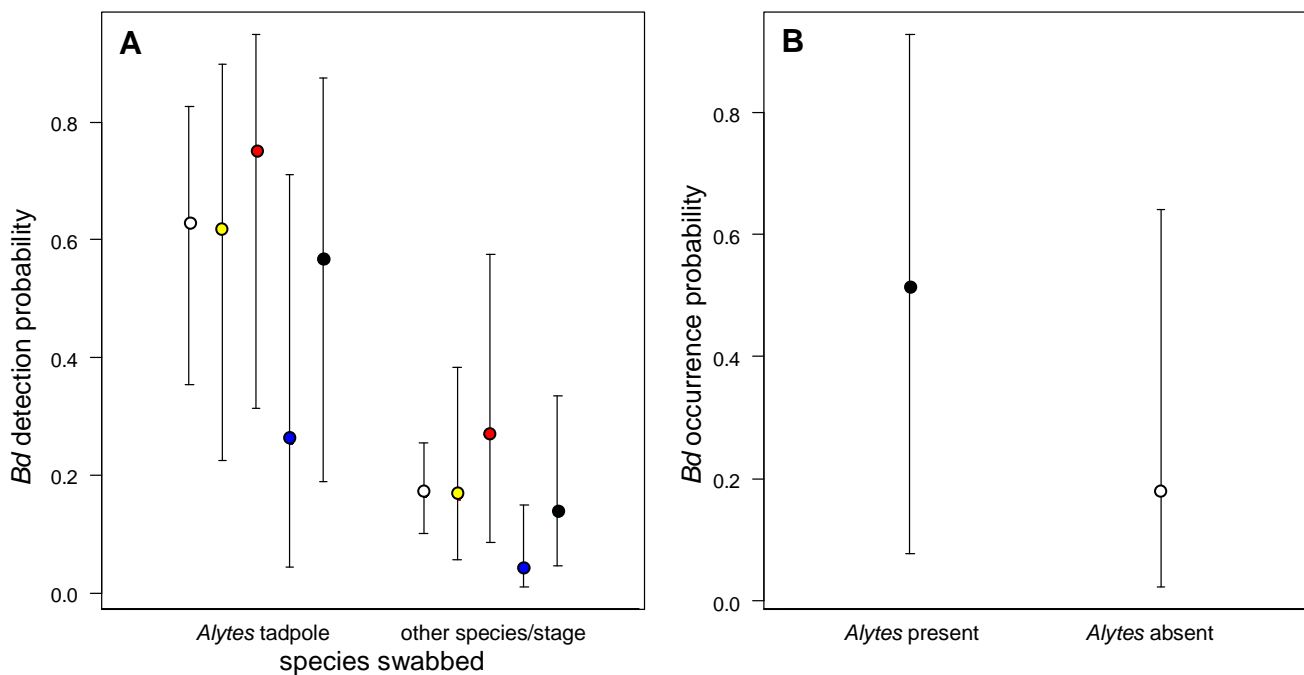 A
Bd detection probability
0.8
0.6
0.4
0.2
0.0
Alytes tadpole
other species/stage
species swabbed
B
Bd occurrence probability
0.8
0.6
0.4
0.2
0.0
Alytes present
Alytes absent